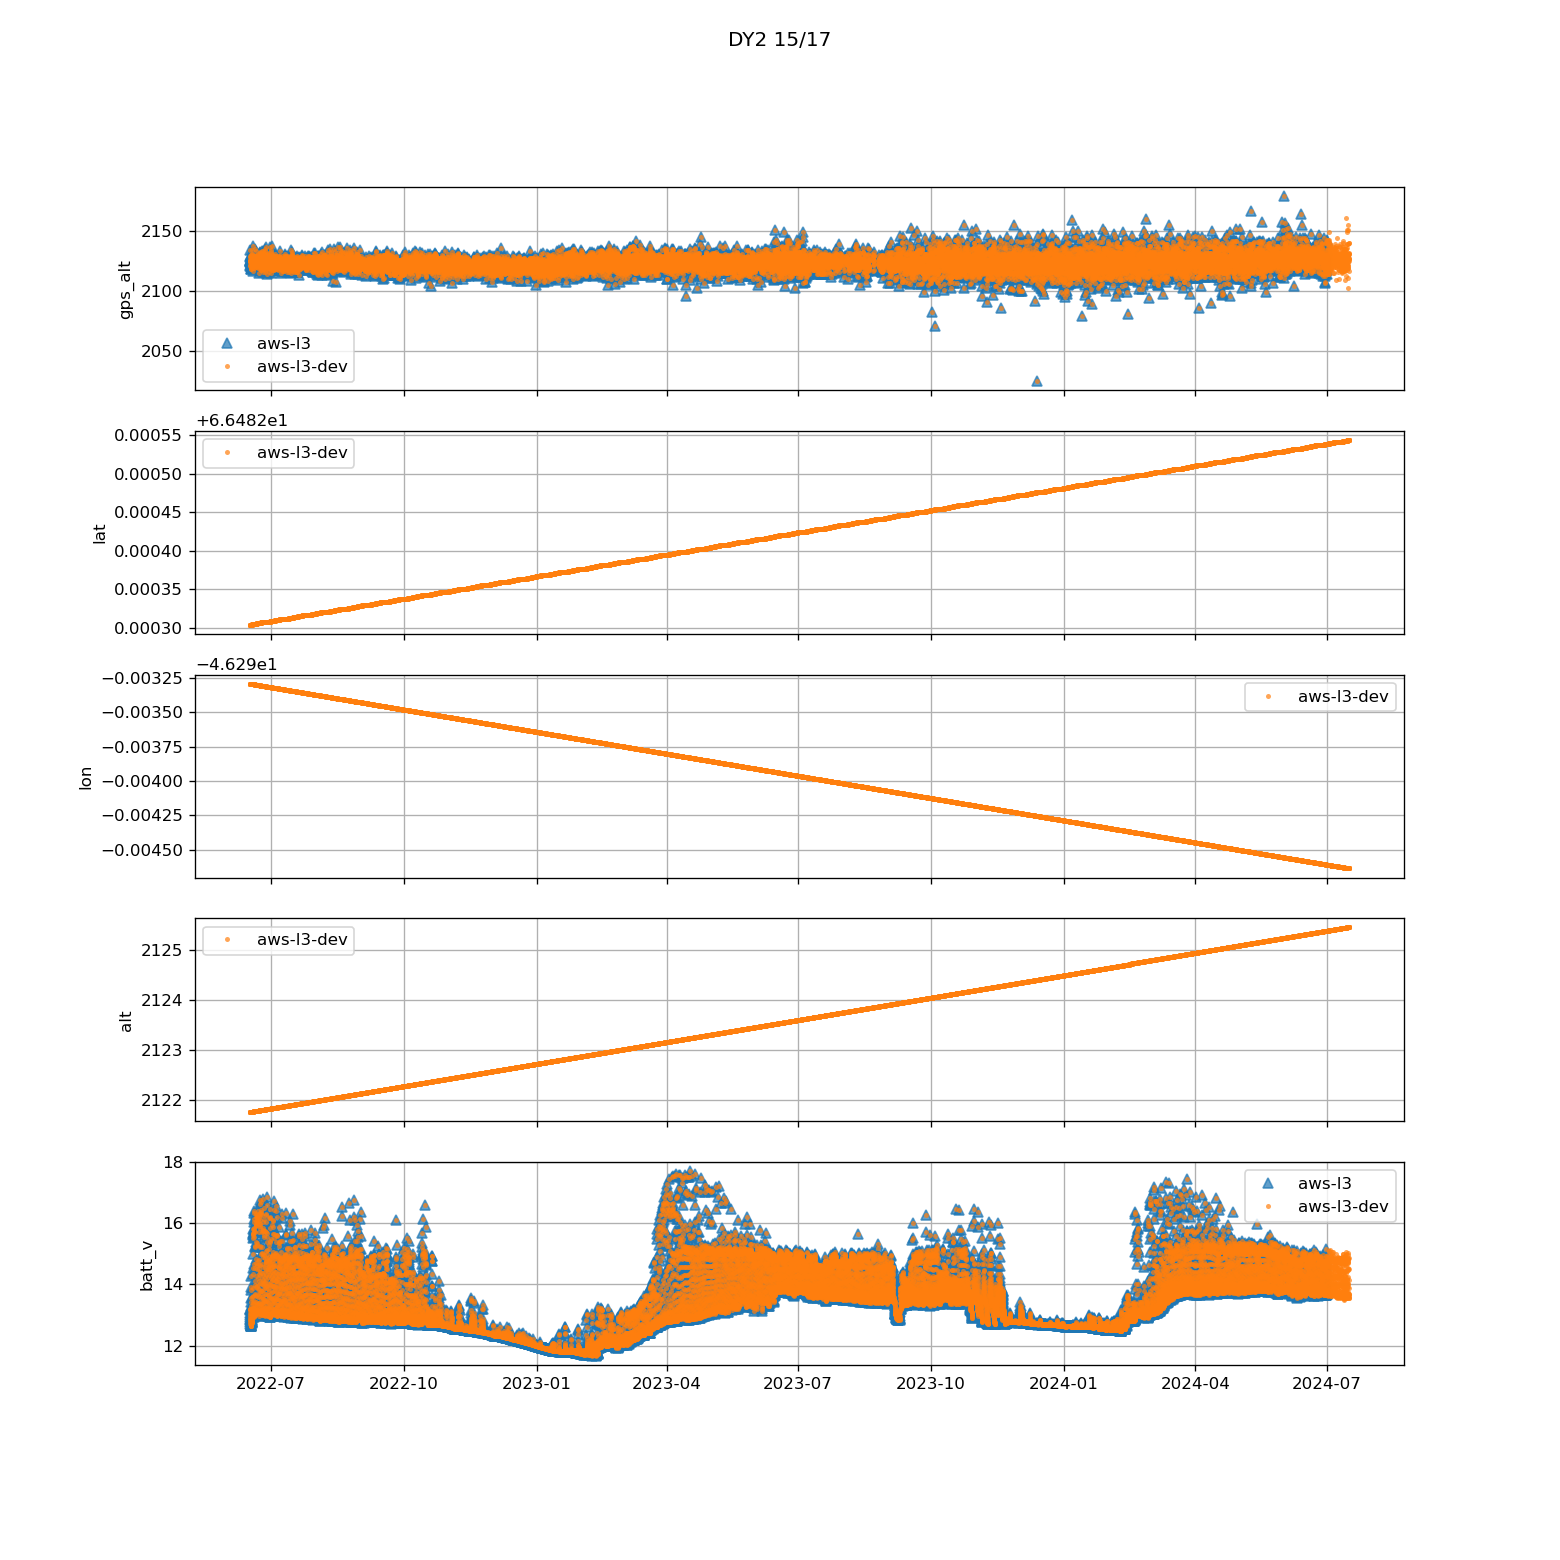 DY2 15/17
2150
2100
2050
gps_alt
aws-l3
aws-l3-dev
+6.6482e1
0.00055
0.00050
0.00045
0.00040
0.00035
0.00030
lat
aws-l3-dev
−4.629e1
−0.00325
−0.00350
−0.00375
−0.00400
−0.00425
−0.00450
lon
aws-l3-dev
2125
2124
2123
2122
alt
aws-l3-dev
18
16
14
12
batt_v
aws-l3
aws-l3-dev
2022-07 2022-10 2023-01 2023-04 2023-07 2023-10 2024-01 2024-04 2024-07